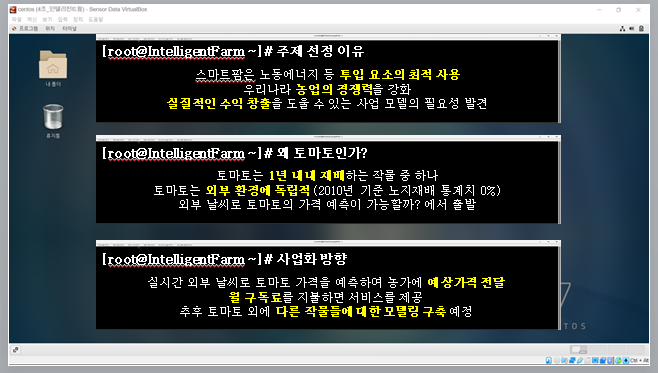 centos (4조_인텔리전트팜) - Sensor Data VirtualBox
파일 머신 보기 입력 장치 도움말
프로그램 위치 터미널
내 폴더
휴지통
[root@IntelligentFarm ~]# 주제 선정 이유
스마트팜은 노동에너지 등 투입 요소의 최적 사용
우리나라 농업의 경쟁력을 강화
실질적인 수익 창출을 도울 수 있는 사업 모델의 필요성 발견
[root@IntelligentFarm ~]# 왜 토마토인가?
토마토는 1년 내내 재배하는 작물 중 하나
토마토는 외부 환경에 독립적 (2010년 기준 노지재배 통계치 0%)
외부 날씨로 토마토의 가격 예측이 가능할까? 에서 출발
[root@IntelligentFarm ~]# 사업화 방향
실시간 외부 날씨로 토마토 가격을 예측하여 농가에 예상가격 전달
월 구독료를 지불하면 서비스를 제공
추후 토마토 외에 다른 작물들에 대한 모델링 구축 예정
7
TOS
Ctrl + Alt